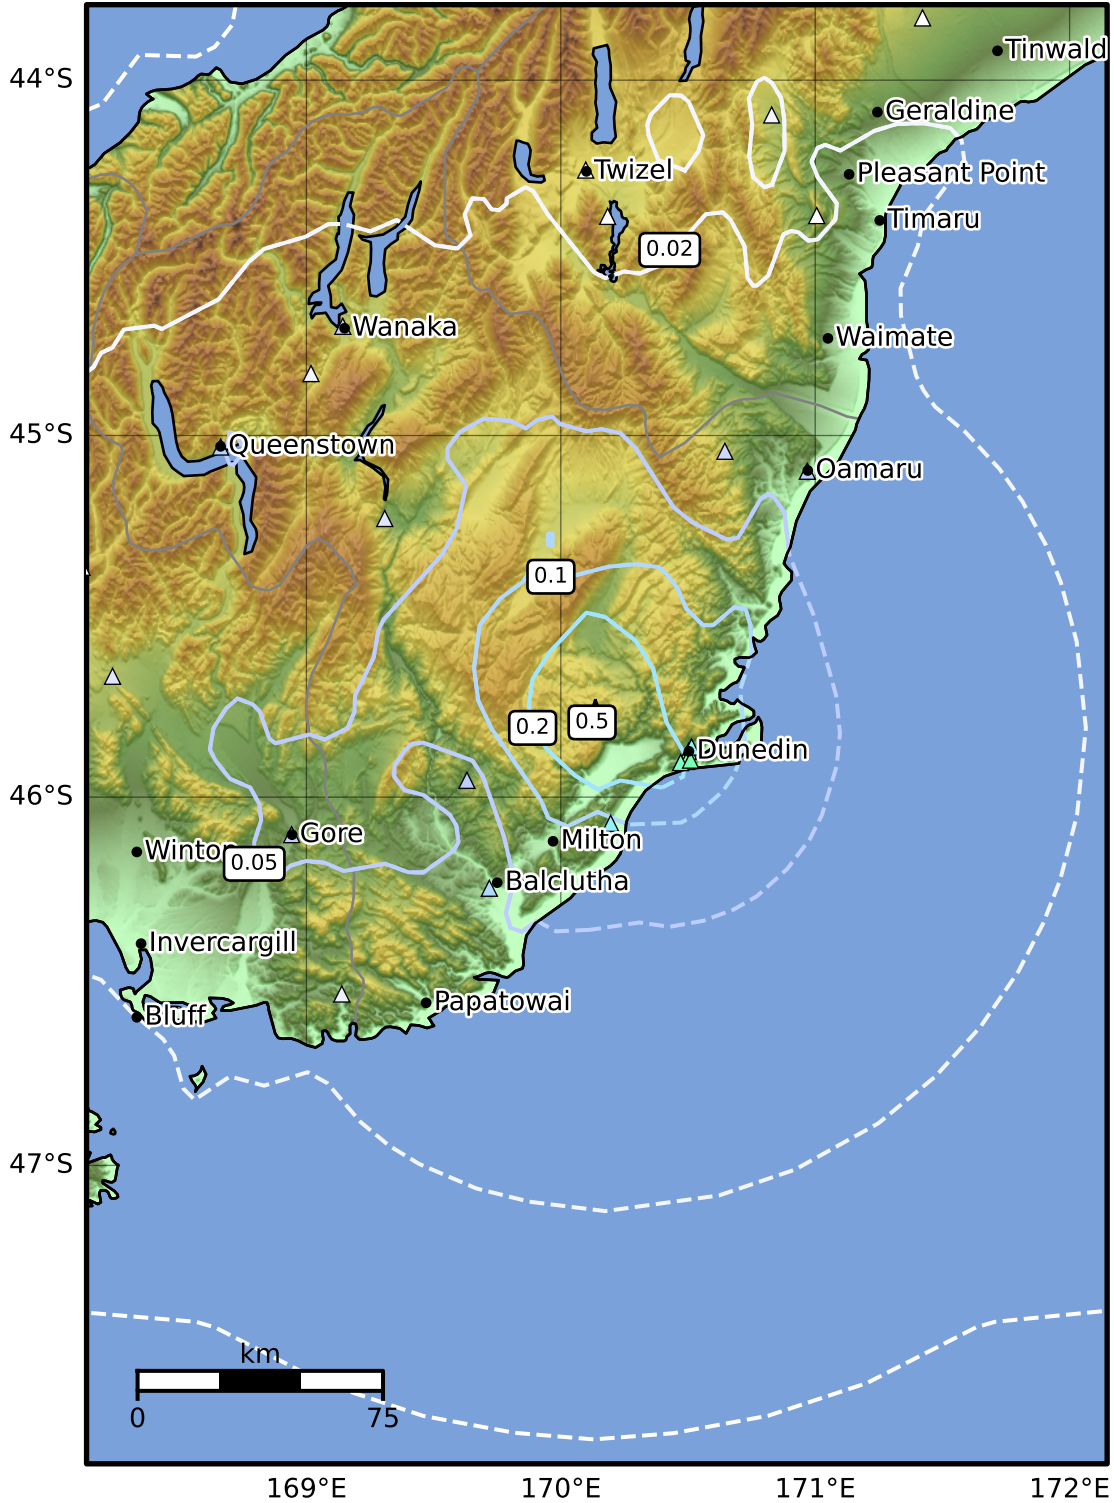 Tinwald
44°S
Geraldine
Twizel
Pleasant Point
Timaru
0.02
Wanaka
Waimate
45°S
Queenstown
Oamaru
0.1
0.2
0.5
Dunedin
46°S
Gore
Winton
Milton
0.05
Balclutha
Invercargill
Papatowai
Bluff
47°S
km
0
75
169°E
170°E
171°E
172°E